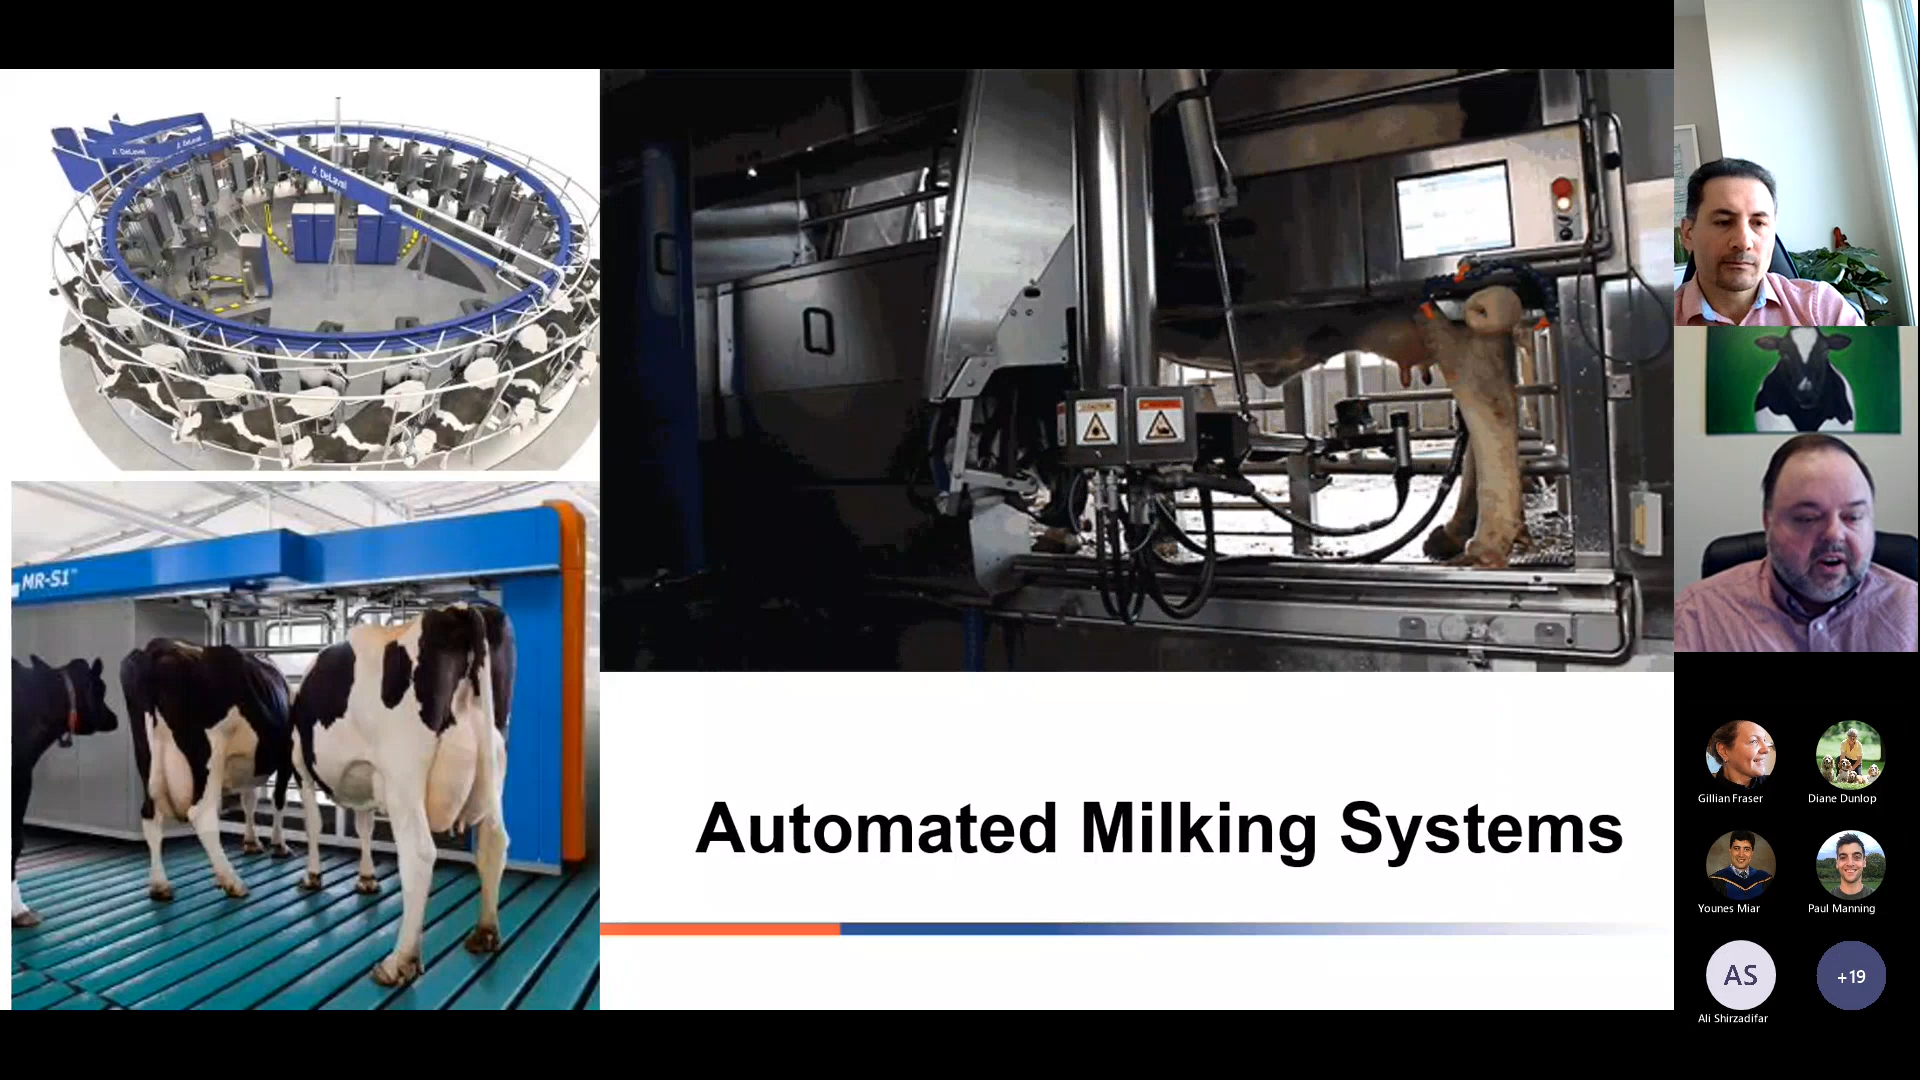 DeLaval
DeLaval
DeLaval
MR-S1™
Automated Milking Systems
Gillian Fraser
Diane Dunlop
Younes Miar
Paul Manning
AS
+19
Ali Shirzadifar